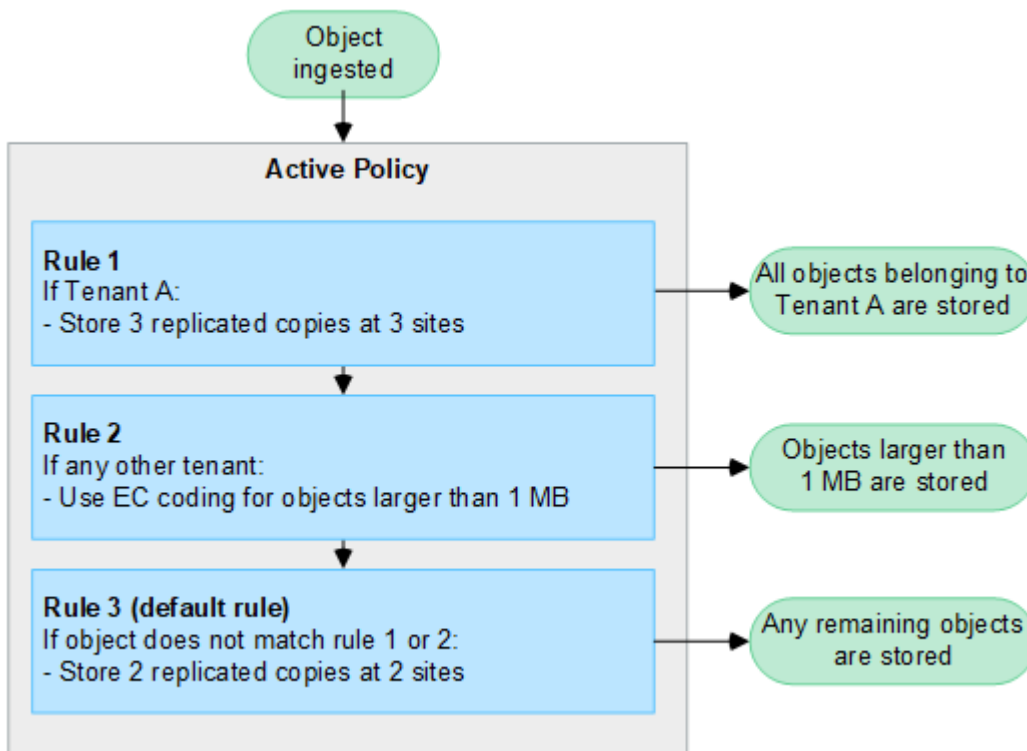 Object
ingested
Active Policy
Rule 1
If Tenant A:
- Store 3 replicated copies at 3 sites
All objects belonging to
Tenant A are stored
Rule 2
If any other tenant:
- Use EC coding for objects larger than 1 MB
Objects larger than
1 MB are stored
Rule 3 (default rule)
If object does not match rule 1 or 2:
- Store 2 replicated copies at 2 sites
Any remaining objects
are stored